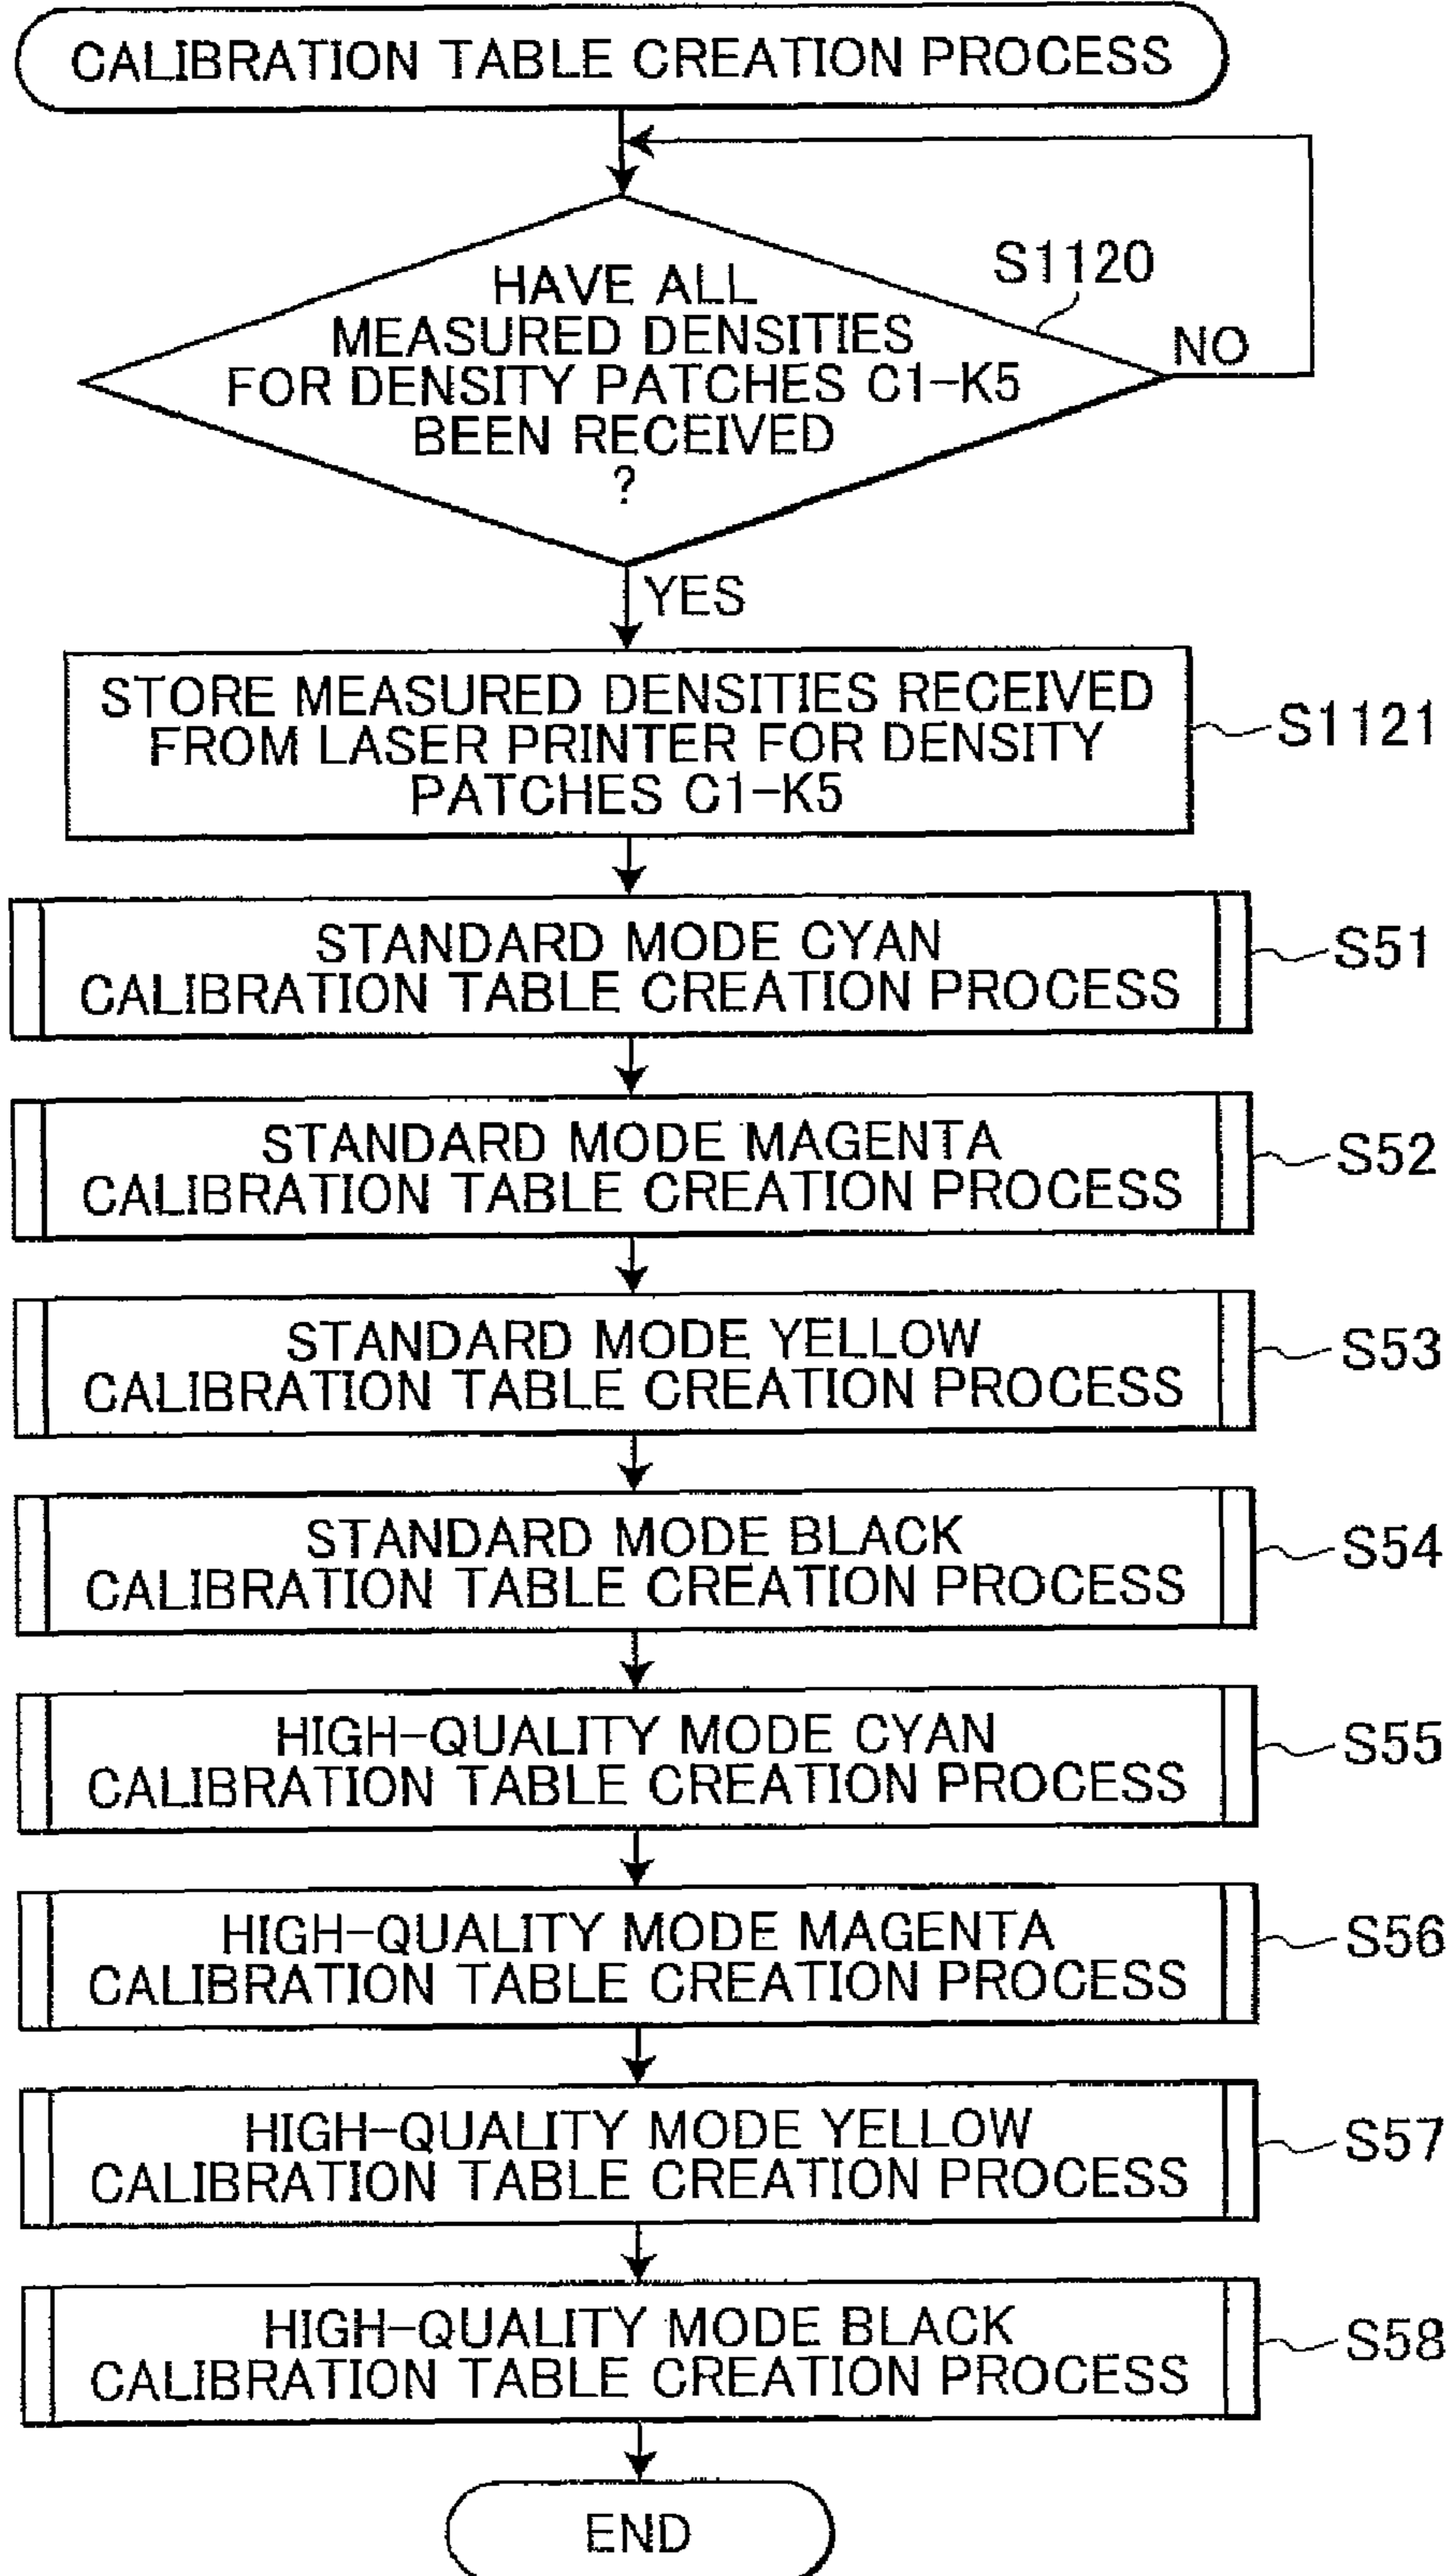 CALIBRATION TABLE CREATION PROCESS
S1120
HAVE ALL
MEASURED DENSITIES
FOR DENSITY PATCHES C1-K5
BEEN RECEIVED
?
NO
YES
STORE MEASURED DENSITIES RECEIVED
FROM LASER PRINTER FOR DENSITY
PATCHES C1-K5
S1121
STANDARD MODE CYAN
CALIBRATION TABLE CREATION PROCESS
S51
STANDARD MODE MAGENTA
CALIBRATION TABLE CREATION PROCESS
S52
STANDARD MODE YELLOW
CALIBRATION TABLE CREATION PROCESS
S53
STANDARD MODE BLACK
CALIBRATION TABLE CREATION PROCESS
S54
HIGH-QUALITY MODE CYAN
CALIBRATION TABLE CREATION PROCESS
S55
HIGH-QUALITY MODE MAGENTA
CALIBRATION TABLE CREATION PROCESS
S56
HIGH-QUALITY MODE YELLOW
CALIBRATION TABLE CREATION PROCESS
S57
HIGH-QUALITY MODE BLACK
CALIBRATION TABLE CREATION PROCESS
S58
END